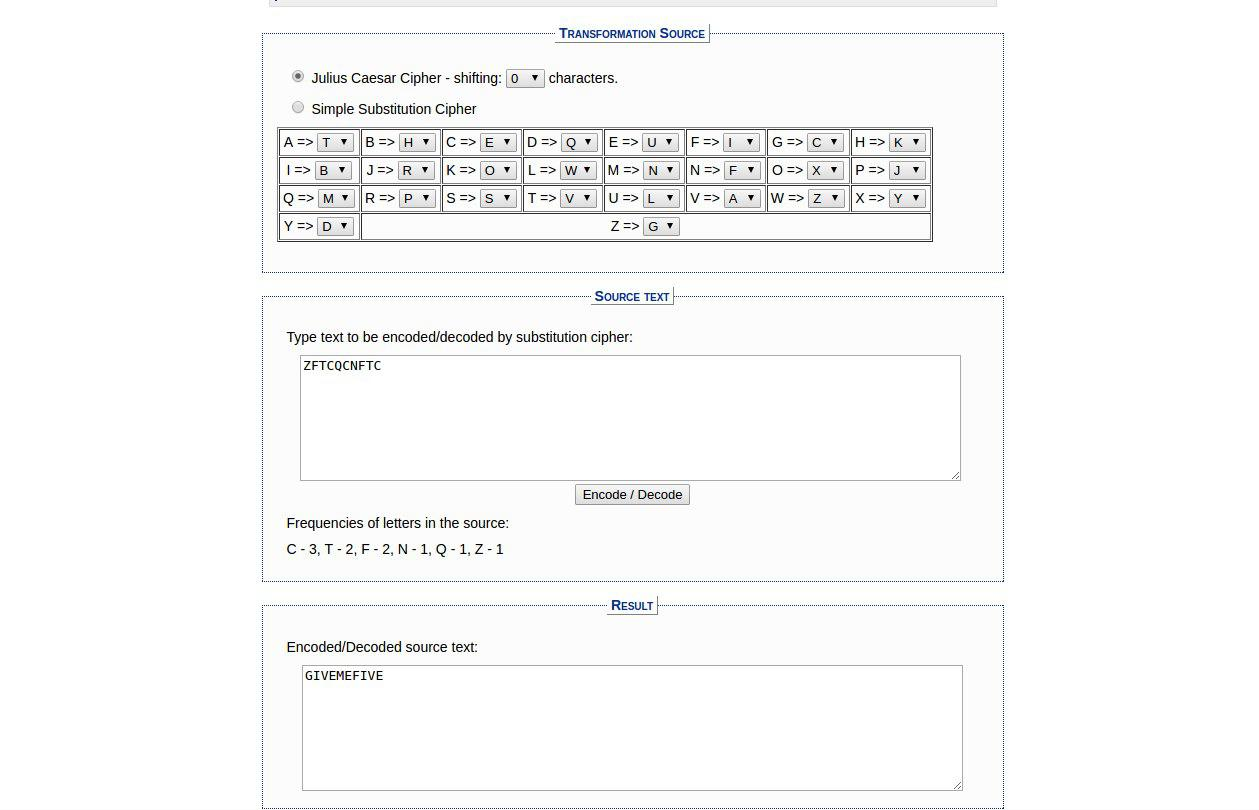 TRANSFORMATION SOURCE
Julius Caesar Cipher - shifting: 0 characters.
Simple Substitution Cipher
A => T B => H C => E D => Q E => U F => I G => C H => K
I => B J => R K => O L => W M => N N => F O => X P => J
Q => M R => P S => S T => V U => L V => A W => Z X => Y
Y => D Z => G
SOURCE TEXT
Type text to be encoded/decoded by substitution cipher:
ZFTCQCNFTC
Encode / Decode
Frequencies of letters in the source:
C - 3, T - 2, F - 2, N - 1, Q - 1, Z - 1
RESULT
Encoded/Decoded source text:
GIVEMEFIVE